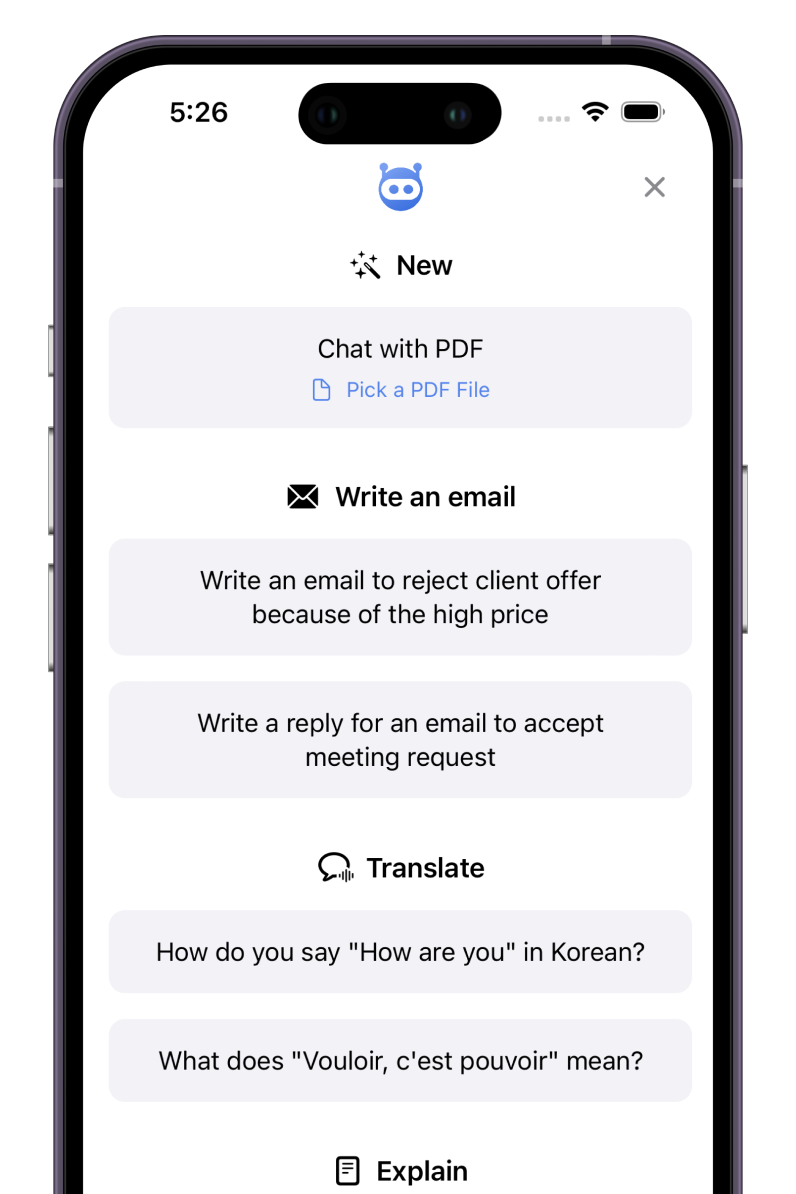 5:26
New
Chat with PDF
Pick a PDF File
Write an email
Write an email to reject client offer
because of the high price
Write a reply for an email to accept
meeting request
Translate
How do you say "How are you" in Korean?
What does "Vouloir, c'est pouvoir" mean?
Explain